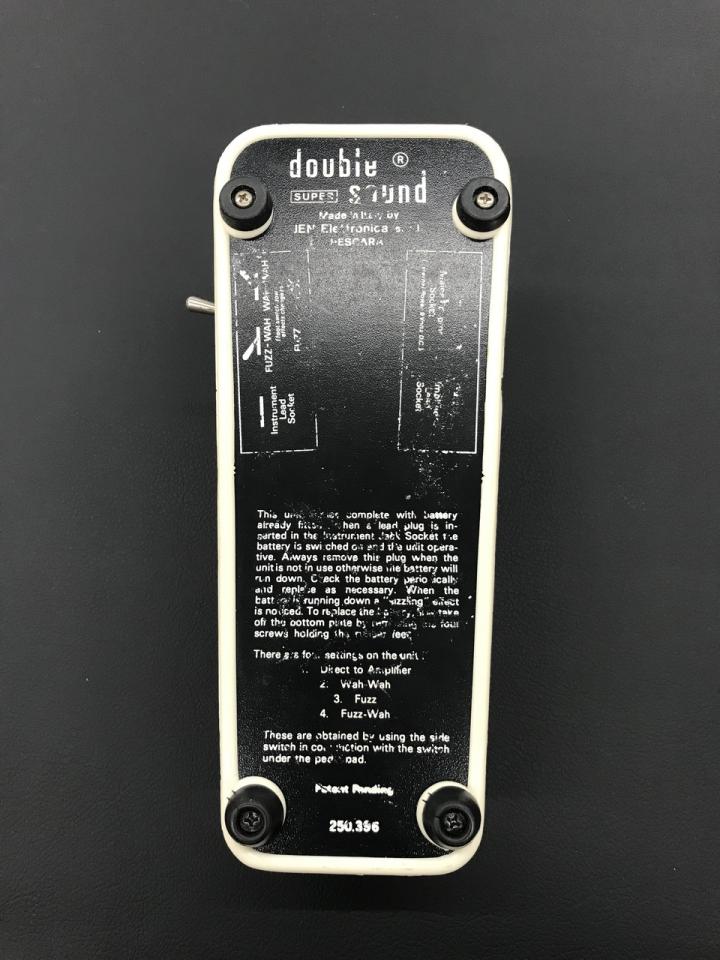 double ®
SUPER sound
Made in Italy by
JEN Elettronica s.r.l.
PESCARA
FUZZ-WAH WAH-WAH
effects changes
FUZZ
Instrument
Lead
Socket
Socket
Amplifier
Lead
Socket
This unit complete with battery
already fitted. When a lead plug is in-
serted in the Instrument Jack Socket the
battery is switched on and the unit opera-
tive. Always remove this plug when the
unit is not in use otherwise the battery will
run down. Check the battery periodically
and replace as necessary. When the
battery is running down a "sizzling" effect
is noticed. To replace the battery, take
off the bottom plate by removing the four
screws holding the rubber feet.
There are four settings on the unit:
1. Direct to Amplifier
2. Wah-Wah
3. Fuzz
4. Fuzz-Wah
These are obtained by using the side
switch in conjunction with the switch
under the pedal pad.
Patent Pending
250.396